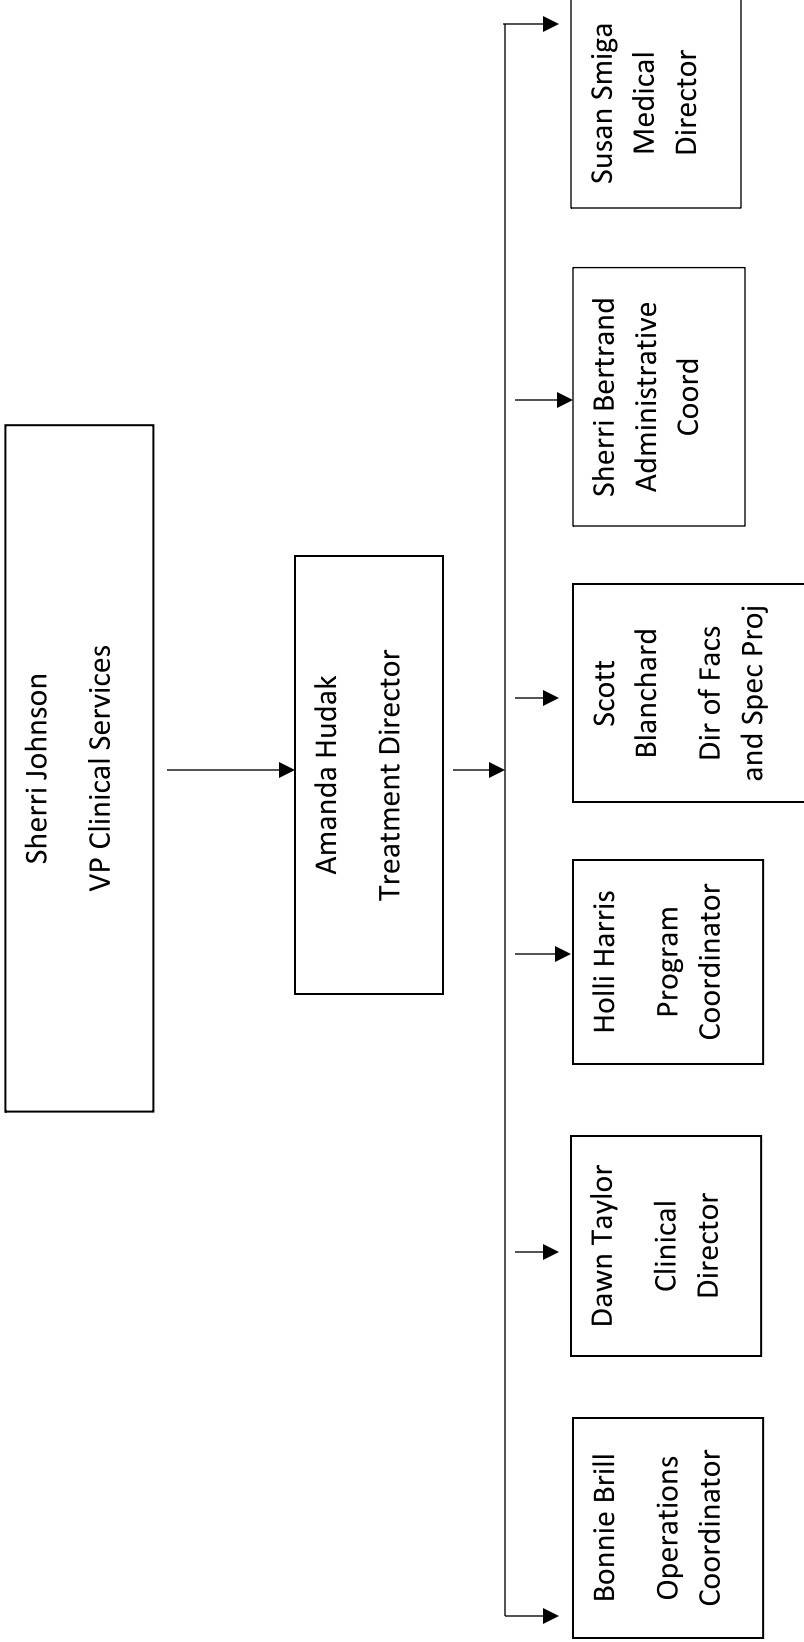 Sherri Johnson
VP Clinical Services
Amanda Hudak
Treatment Director
Bonnie Brill
Operations
Coordinator
Dawn Taylor
Clinical
Director
Holli Harris
Program
Coordinator
Scott
Blanchard
Dir of Facs
and Spec Proj
Sherri Bertrand
Administrative
Coord
Susan Smiga
Medical
Director